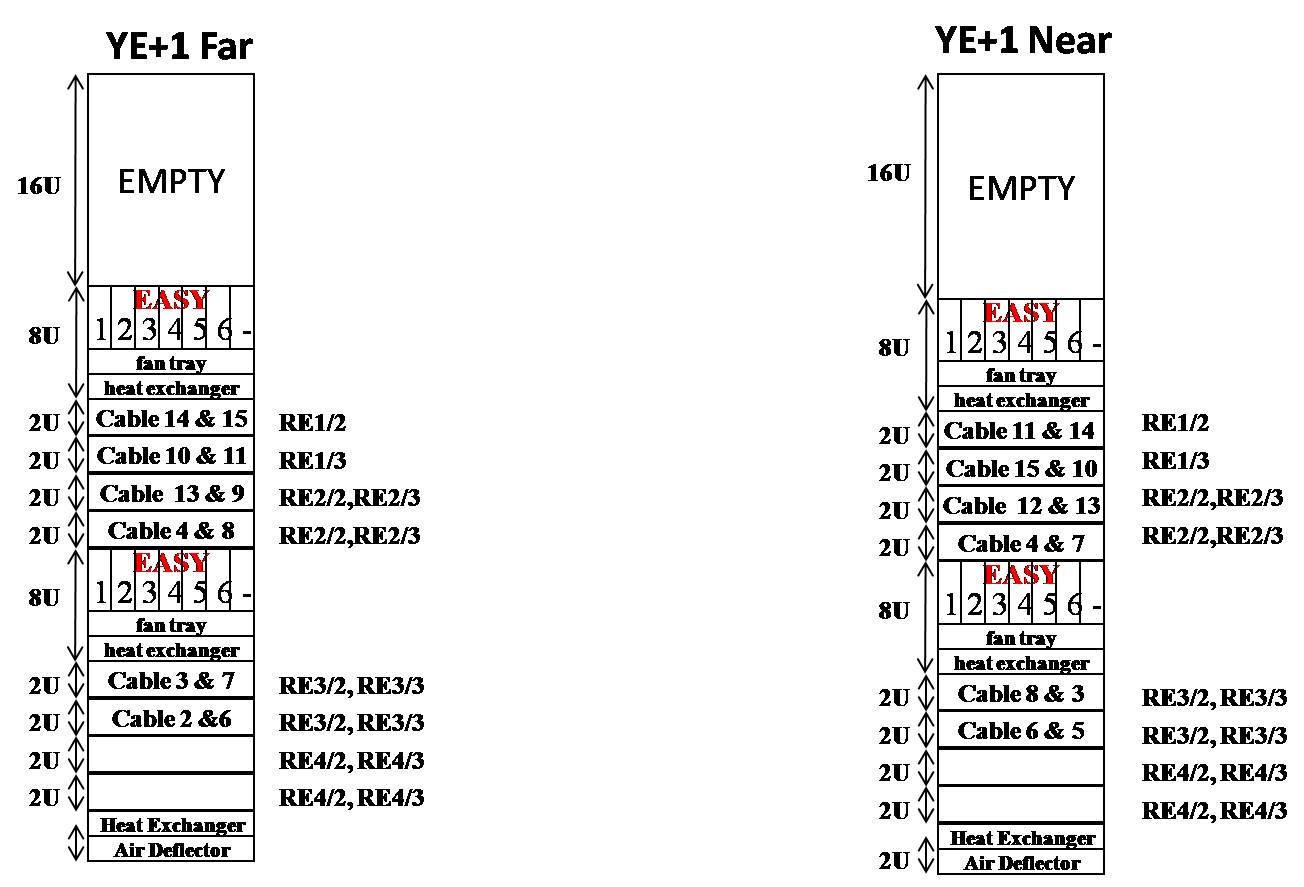 YE+1 Far
16U
EMPTY
8U
EASY
1 2 3 4 5 6 -
fan tray
heat exchanger
2U Cable 14 & 15 RE1/2
2U Cable 10 & 11 RE1/3
2U Cable 13 & 9 RE2/2,RE2/3
2U Cable 4 & 8 RE2/2,RE2/3
8U
EASY
1 2 3 4 5 6 -
fan tray
heat exchanger
2U Cable 3 & 7 RE3/2, RE3/3
2U Cable 2 &6 RE3/2, RE3/3
2U RE4/2, RE4/3
2U RE4/2, RE4/3
Heat Exchanger
Air Deflector
YE+1 Near
16U
EMPTY
8U
EASY
1 2 3 4 5 6 -
fan tray
heat exchanger
2U Cable 11 & 14 RE1/2
2U Cable 15 & 10 RE1/3
2U Cable 12 & 13 RE2/2,RE2/3
2U Cable 4 & 7 RE2/2,RE2/3
8U
EASY
1 2 3 4 5 6 -
fan tray
heat exchanger
2U Cable 8 & 3 RE3/2, RE3/3
2U Cable 6 & 5 RE3/2, RE3/3
2U RE4/2, RE4/3
2U RE4/2, RE4/3
Heat Exchanger
2U Air Deflector